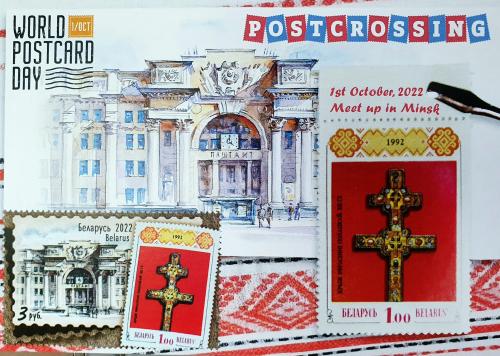 WORLD
POSTCARD
DAY
1/OCT
POSTCROSSING
1st October, 2022
Meet up in Minsk
ПАШТАМТ
1992
БЕЛАРУСЬ 1.00 BELARUS
Беларусь 2022
Belarus
3 руб.
1992
БЕЛАРУСЬ 1.00 BELARUS